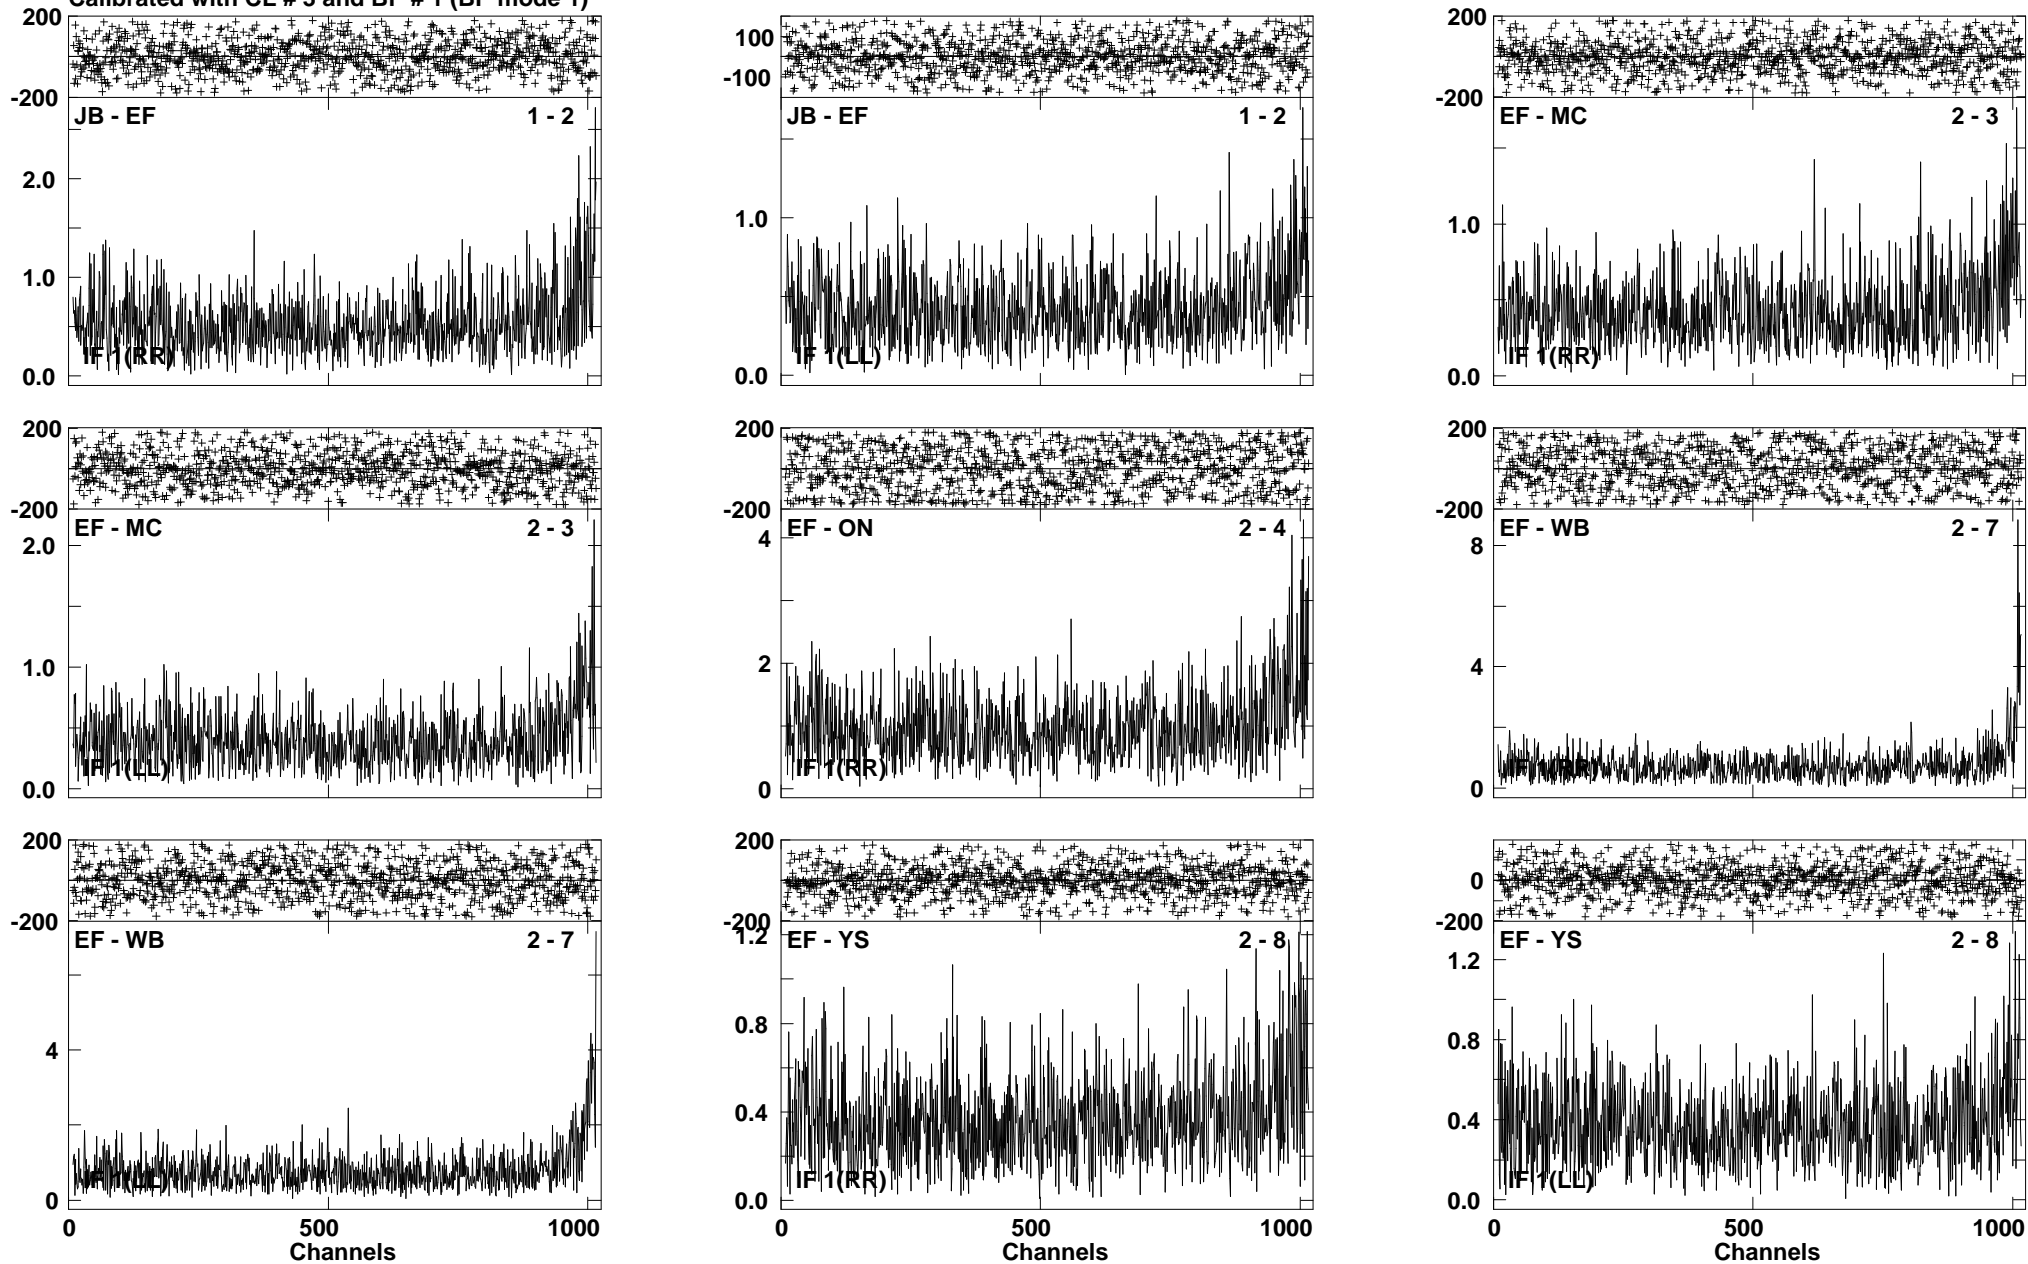 Calibrated with CL # 3 and BP # 1 (BP mode 1)
200
-200
JB - EF 1 - 2
2.0
1.0
0.0
IF 1(RR)
100
-100
JB - EF 1 - 2
1.0
0.0
IF 1(LL)
200
-200
EF - MC 2 - 3
1.0
0.0
IF 1(RR)
200
-200
EF - MC 2 - 3
2.0
1.0
0.0
IF 1(LL)
200
-200
EF - ON 2 - 4
4
2
0
IF 1(RR)
200
-200
EF - WB 2 - 7
8
4
0
IF 1(RR)
200
-200
EF - WB 2 - 7
4
0
IF 1(LL)
0 500 1000
Channels
200
-200
1.2
EF - YS 2 - 8
0.8
0.4
0.0
IF 1(RR)
0 500 1000
Channels
200
0
-200
EF - YS 2 - 8
1.2
0.8
0.4
0.0
IF 1(LL)
0 500 1000
Channels